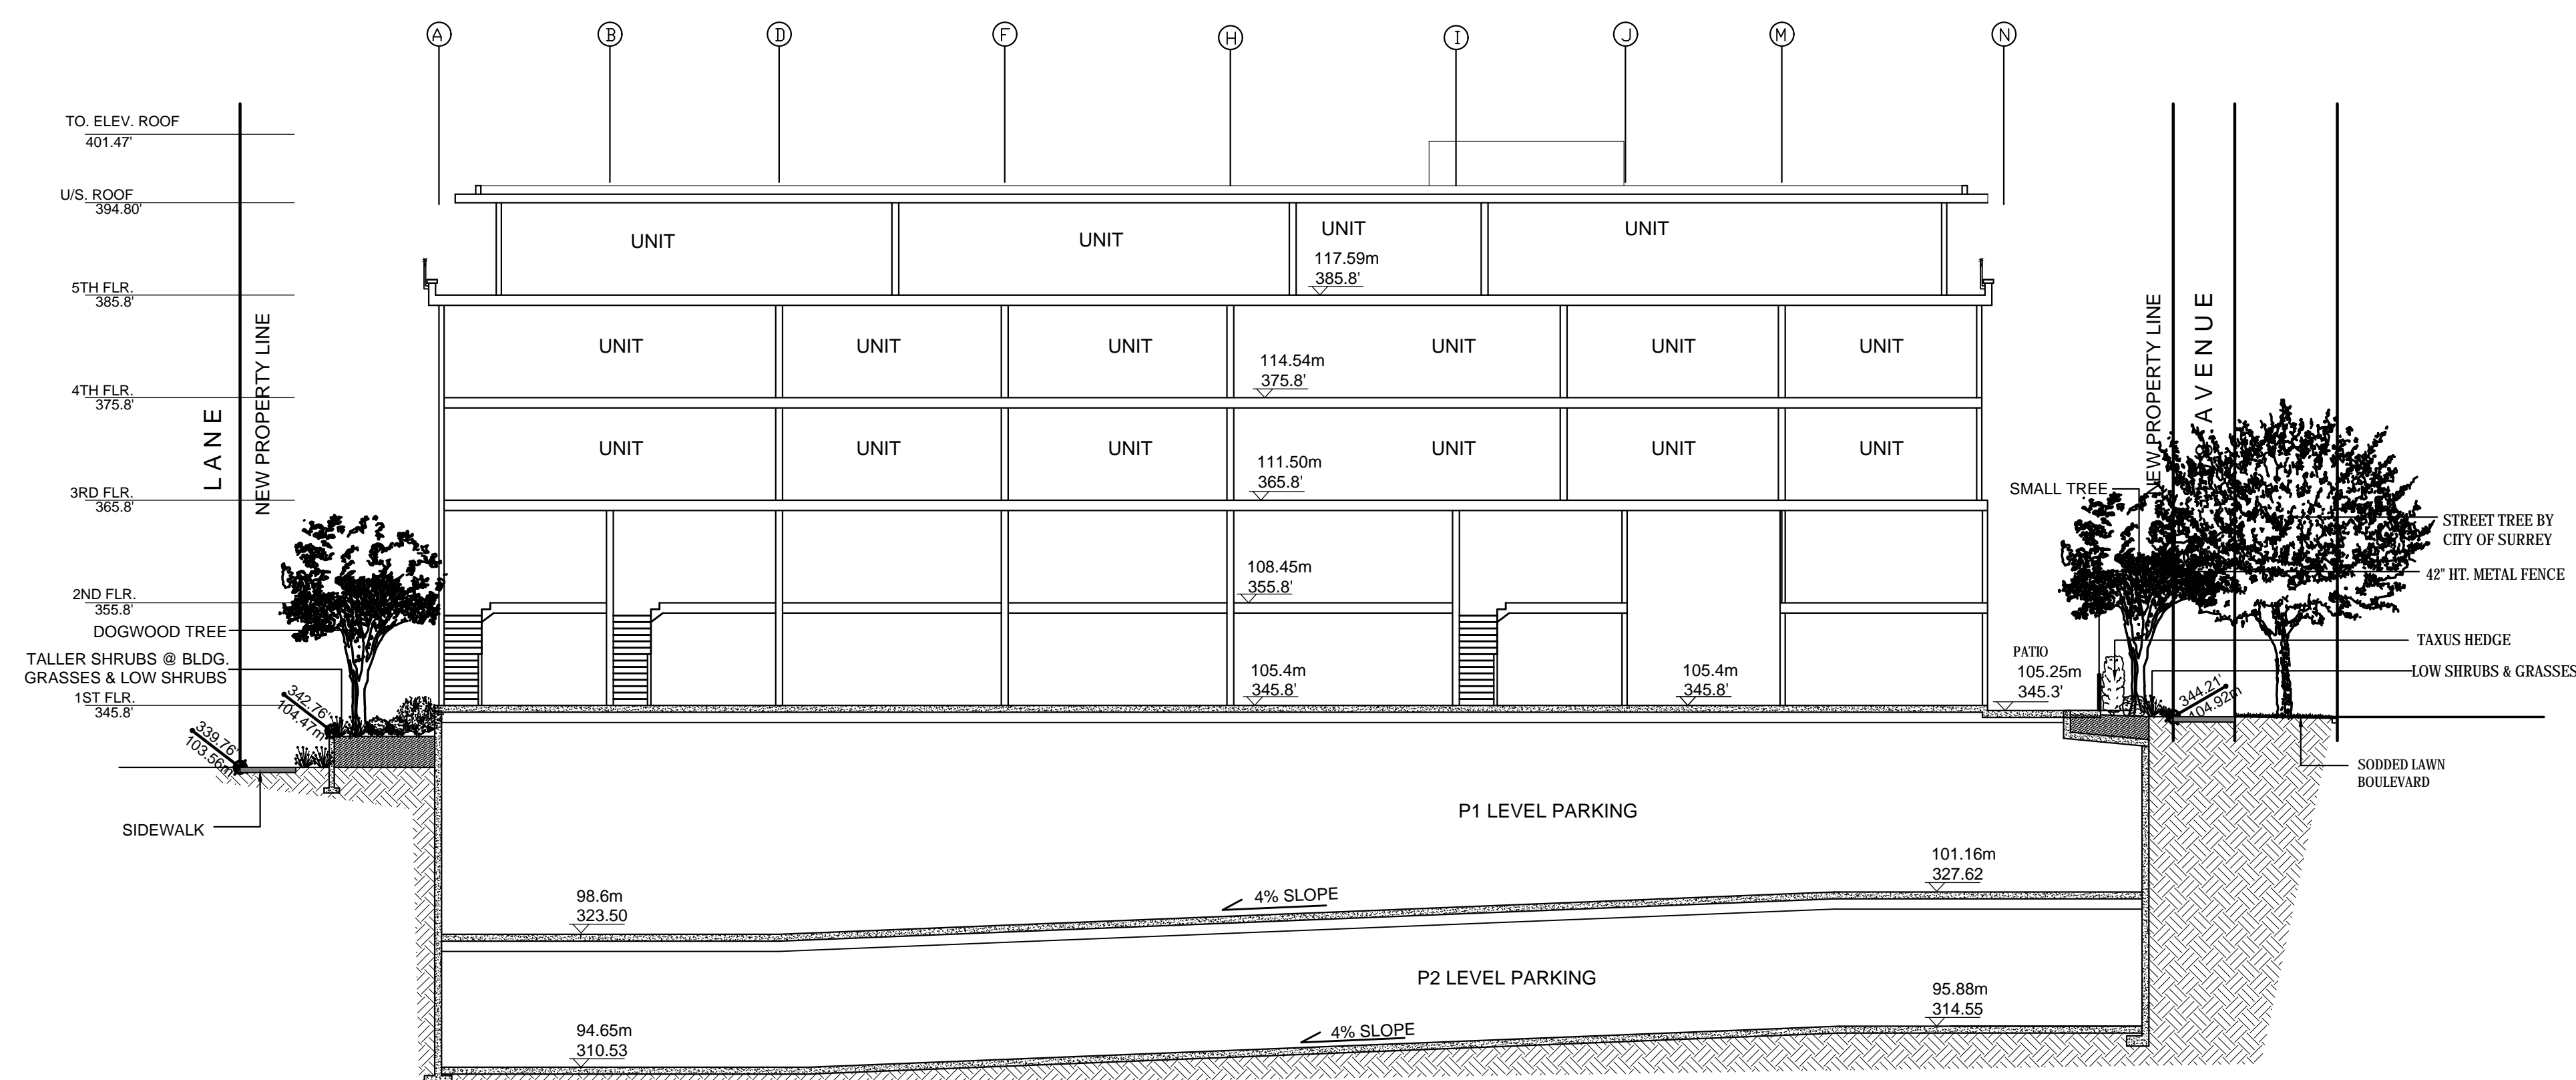 A B D F H I J M N
TO. ELEV. ROOF
401.47'
U/S. ROOF
394.80'
5TH FLR.
385.8'
4TH FLR.
375.8'
3RD FLR.
365.8'
2ND FLR.
355.8'
DOGWOOD TREE
TALLER SHRUBS @ BLDG.
GRASSES & LOW SHRUBS
1ST FLR.
345.8'
LANE
NEW PROPERTY LINE
342.76'
104.47m
339.76'
103.56m
SIDEWALK
UNIT UNIT UNIT UNIT
117.59m
385.8'
UNIT UNIT UNIT UNIT UNIT UNIT
114.54m
375.8'
UNIT UNIT UNIT UNIT UNIT UNIT
111.50m
365.8'
108.45m
355.8'
105.4m
345.8'
105.4m
345.8'
PATIO
105.25m
345.3'
P1 LEVEL PARKING
98.6m
323.50
4% SLOPE
101.16m
327.62
P2 LEVEL PARKING
94.65m
310.53
4% SLOPE
95.88m
314.55
NEW PROPERTY LINE
AVENUE
SMALL TREE
STREET TREE BY
CITY OF SURREY
42" HT. METAL FENCE
TAXUS HEDGE
LOW SHRUBS & GRASSES
344.21'
104.92m
SODDED LAWN
BOULEVARD